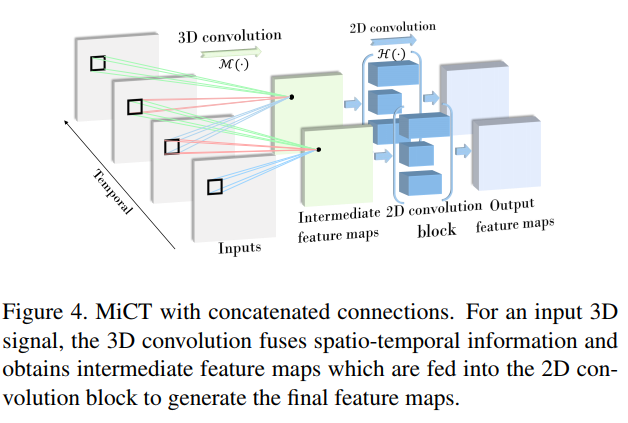 3D convolution
M(·)
2D convolution
H(·)
Temporal
Inputs
Intermediate
feature maps
2D convolution
block
Output
feature maps
Figure 4. MiCT with concatenated connections. For an input 3D
signal, the 3D convolution fuses spatio-temporal information and
obtains intermediate feature maps which are fed into the 2D con-
volution block to generate the final feature maps.